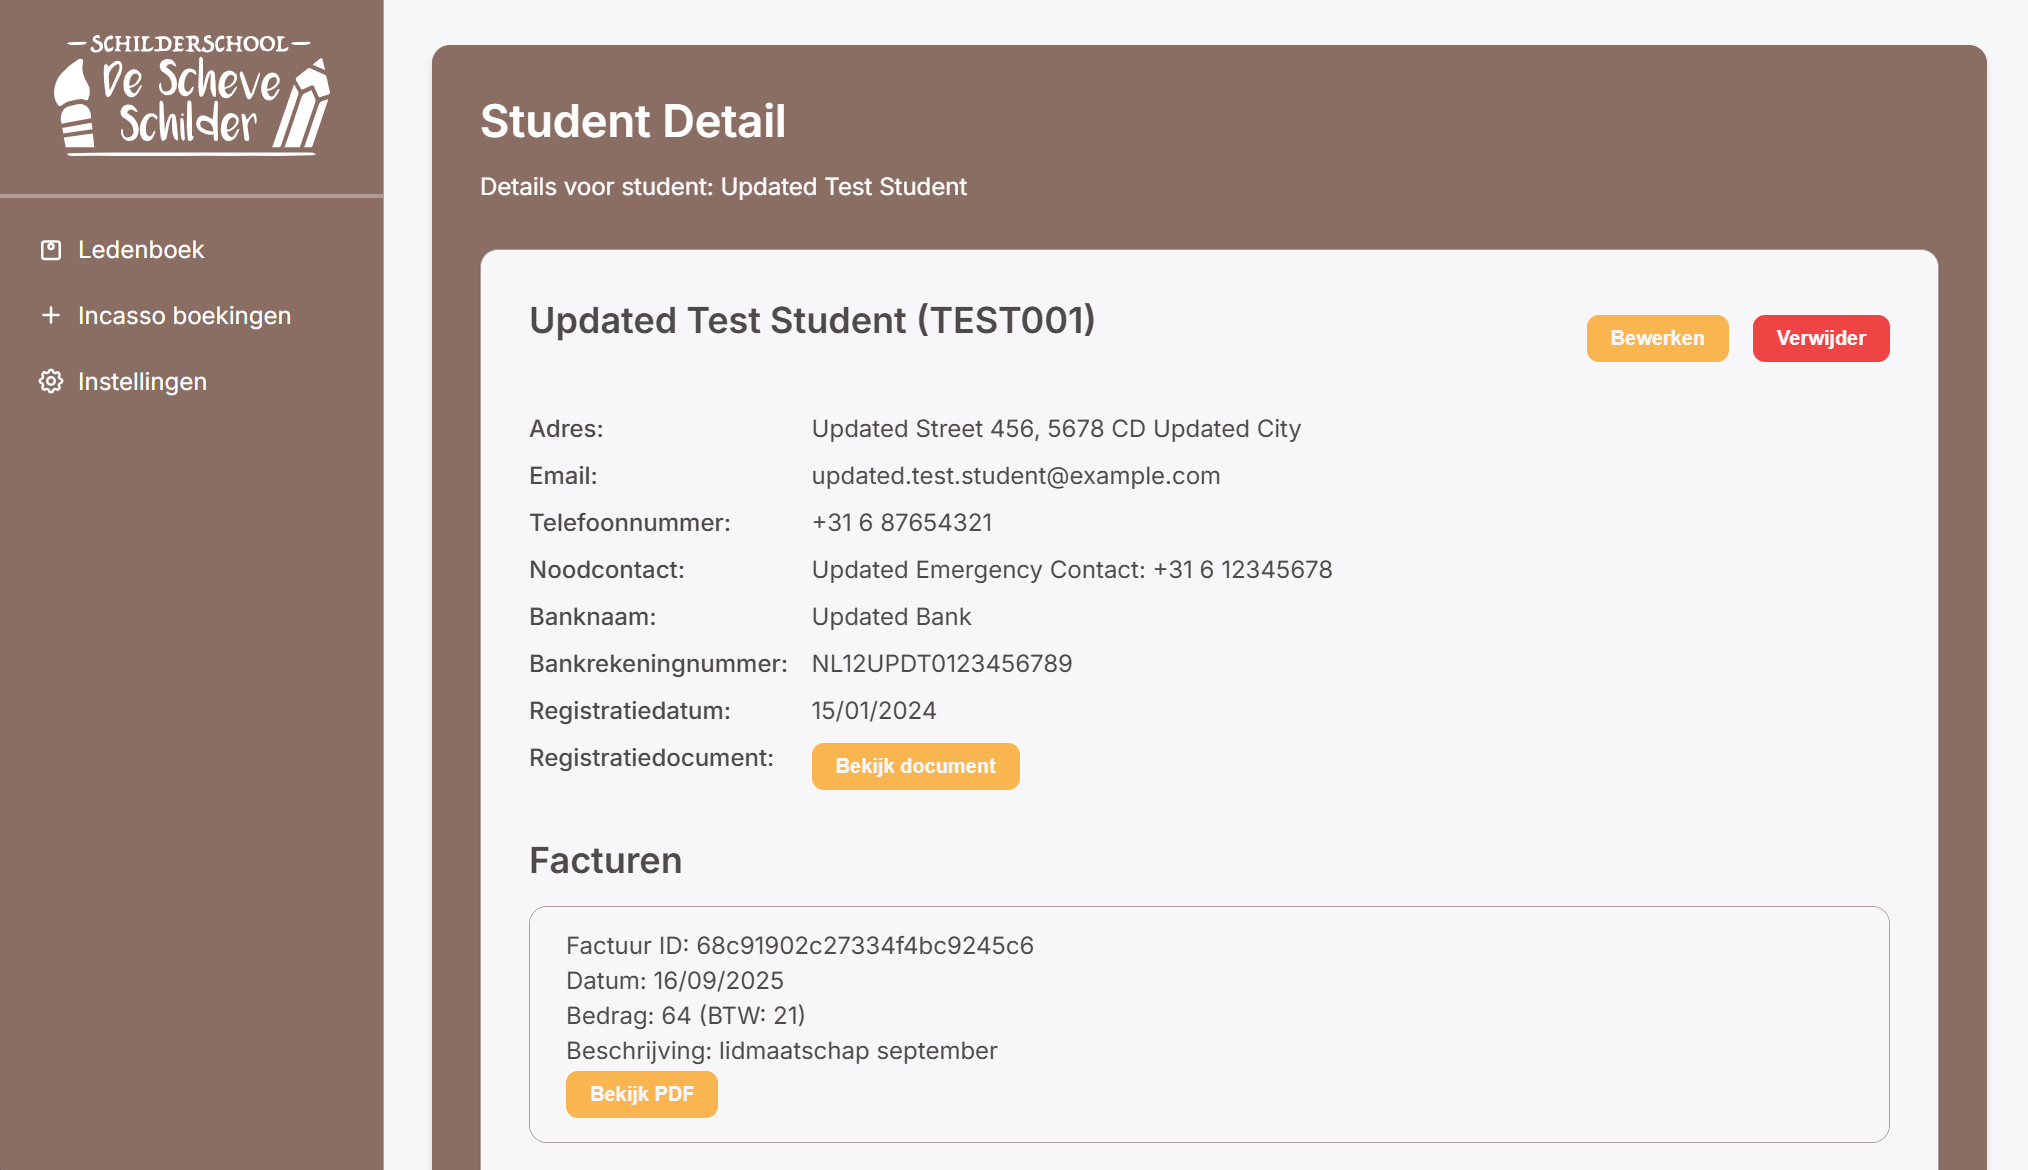 SCHILDERSCHOOL
De Scheve
Schilder
Ledenboek
Incasso boekingen
Instellingen
Student Detail
Details voor student: Updated Test Student
Updated Test Student (TEST001)
Bewerken
Verwijder
Adres: Updated Street 456, 5678 CD Updated City
Email: updated.test.student@example.com
Telefoonnummer: +31 6 87654321
Noodcontact: Updated Emergency Contact: +31 6 12345678
Banknaam: Updated Bank
Bankrekeningnummer: NL12UPDT0123456789
Registratiedatum: 15/01/2024
Registratiedocument: Bekijk document
Facturen
Factuur ID: 68c91902c27334f4bc9245c6
Datum: 16/09/2025
Bedrag: 64 (BTW: 21)
Beschrijving: lidmaatschap september
Bekijk PDF